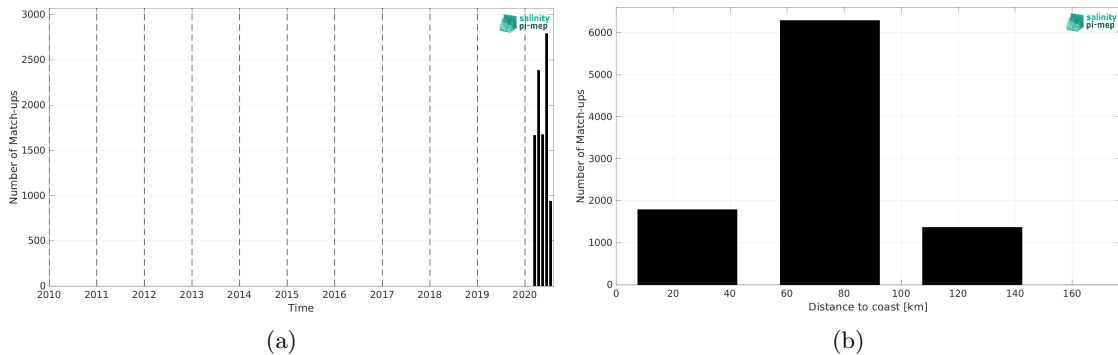 3000
2500
2000
1500
1000
500
0
Number of Match-ups
2010 2011 2012 2013 2014 2015 2016 2017 2018 2019 2020
Time
salinity
pi-mep
(a)
6000
5000
4000
3000
2000
1000
0
Number of Match-ups
0 20 40 60 80 100 120 140 160
Distance to coast [km]
salinity
pi-mep
(b)